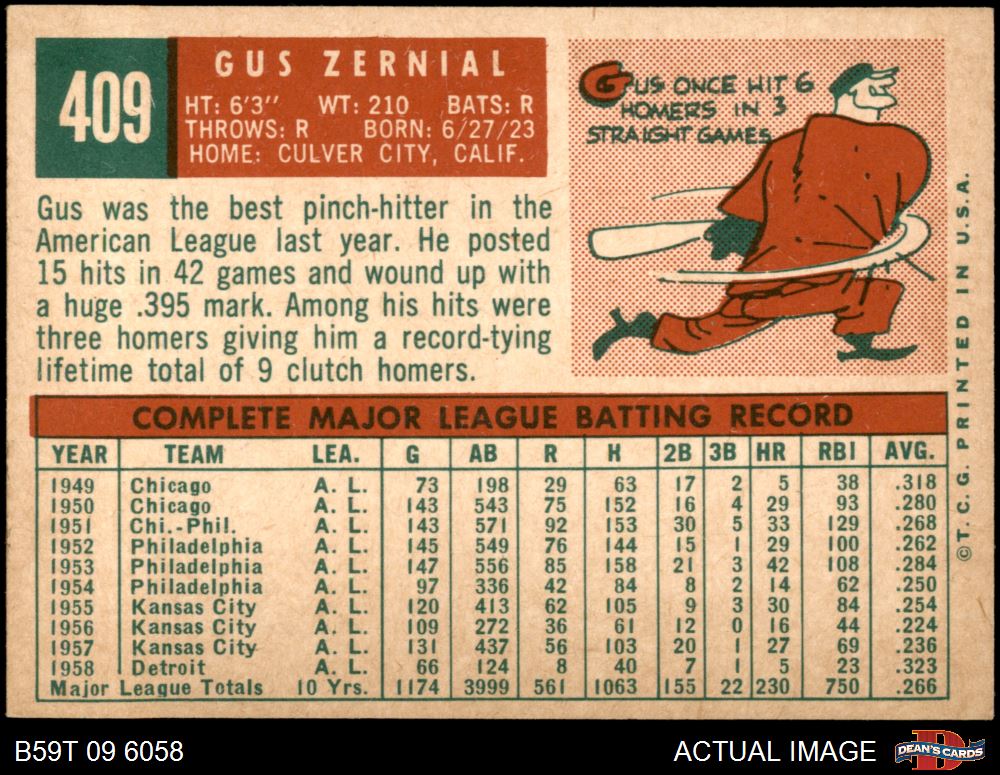 409
GUS ZERNIAL
HT: 6'3" WT: 210 BATS: R
THROWS: R BORN: 6/27/23
HOME: CULVER CITY, CALIF.
GUS ONCE HIT 6
HOMERS IN 3
STRAIGHT GAMES
Gus was the best pinch-hitter in the
American League last year. He posted
15 hits in 42 games and wound up with
a huge .395 mark. Among his hits were
three homers giving him a record-tying
lifetime total of 9 clutch homers.
COMPLETE MAJOR LEAGUE BATTING RECORD
YEAR TEAM LEA. G AB R H 2B 3B HR RBI AVG.
1949 Chicago A. L. 73 198 29 63 17 2 5 38 .318
1950 Chicago A. L. 143 543 75 152 16 4 29 93 .280
1951 Chi.-Phil. A. L. 143 571 92 153 30 5 33 129 .268
1952 Philadelphia A. L. 145 549 76 144 15 1 29 100 .262
1953 Philadelphia A. L. 147 556 85 158 21 3 42 108 .284
1954 Philadelphia A. L. 97 336 42 84 8 2 14 62 .250
1955 Kansas City A. L. 120 413 62 105 9 3 30 84 .254
1956 Kansas City A. L. 109 272 36 61 12 0 16 44 .224
1957 Kansas City A. L. 131 437 56 103 20 1 27 69 .236
1958 Detroit A. L. 66 124 8 40 7 1 5 23 .323
Major League Totals 10 Yrs. 1174 3999 561 1063 155 22 230 750 .266
©T. C. G. PRINTED IN U.S.A.
B59T 09 6058
ACTUAL IMAGE
D
DEAN'S CARDS